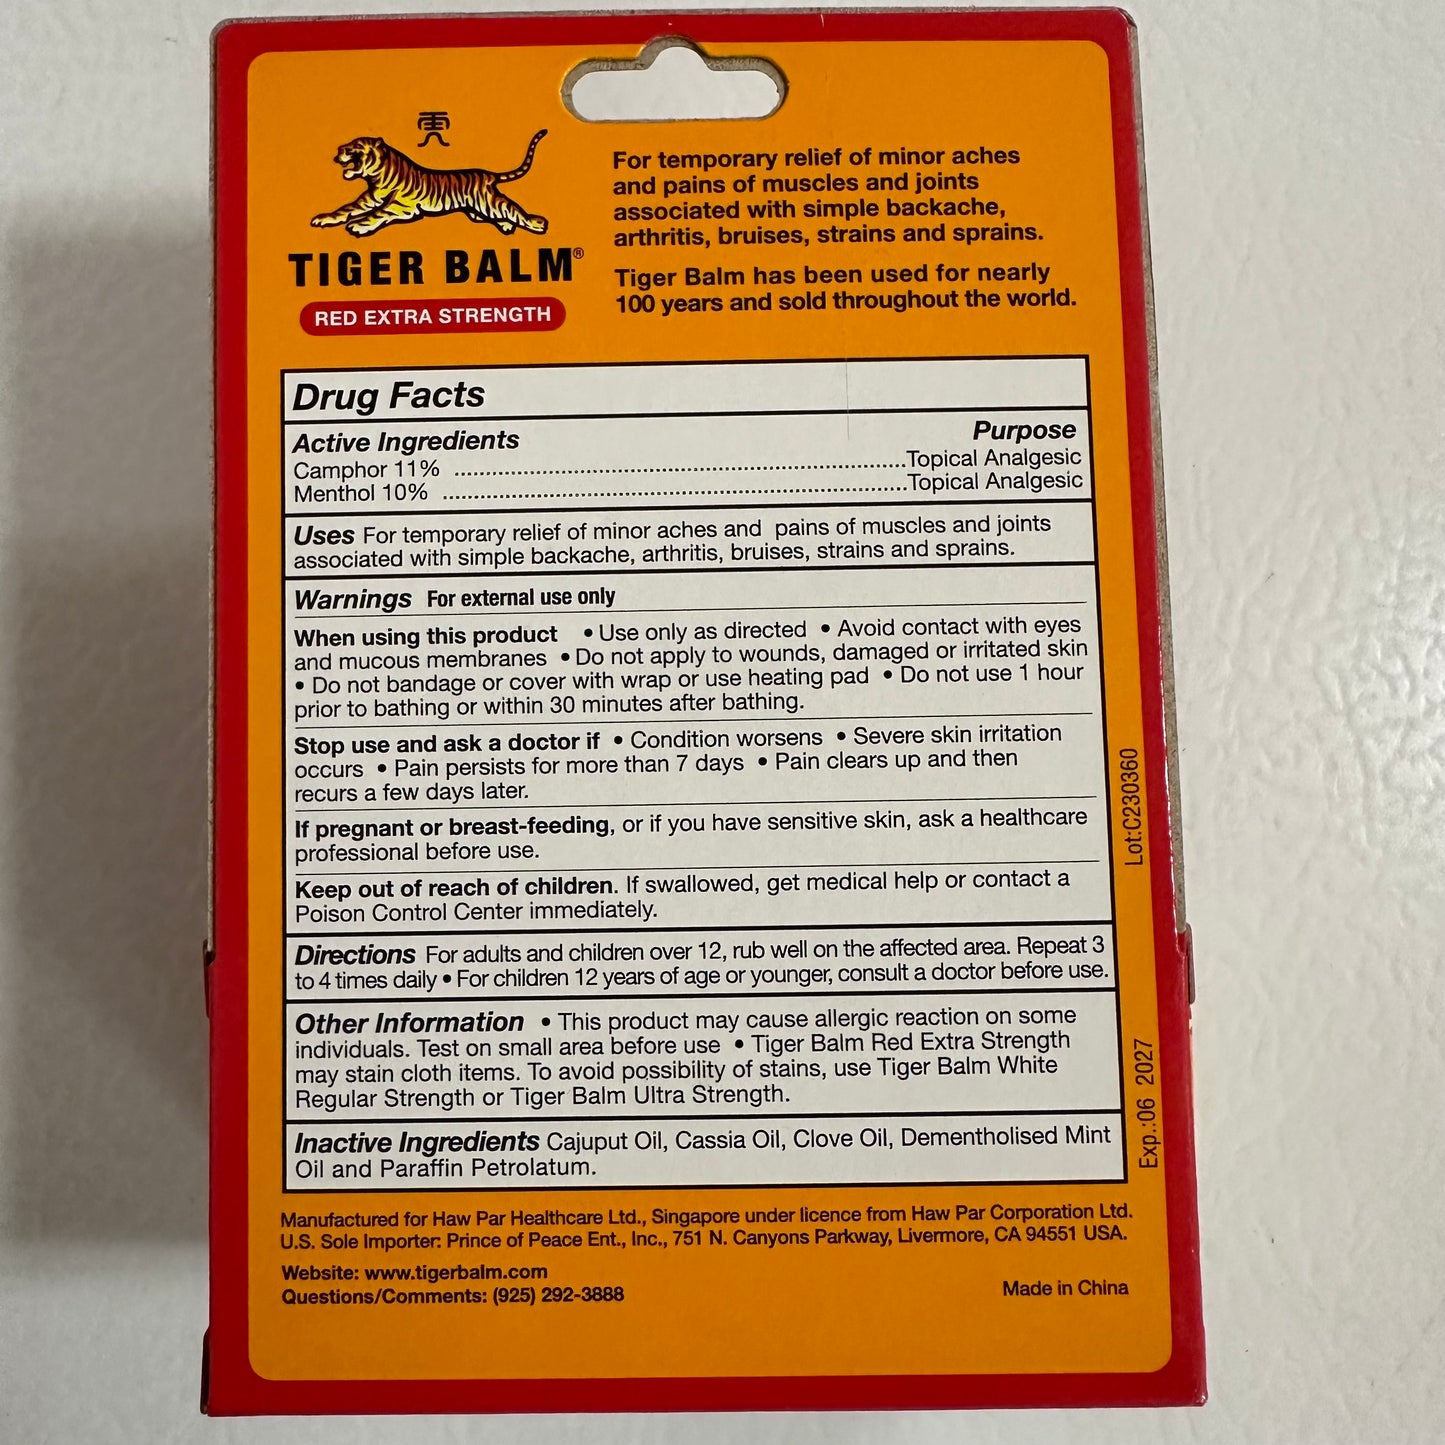 TIGER BALM®
RED EXTRA STRENGTH
For temporary relief of minor aches
and pains of muscles and joints
associated with simple backache,
arthritis, bruises, strains and sprains.
Tiger Balm has been used for nearly
100 years and sold throughout the world.
Drug Facts
Active Ingredients Purpose
Camphor 11% ........................................Topical Analgesic
Menthol 10% ........................................Topical Analgesic
Uses For temporary relief of minor aches and pains of muscles and joints
associated with simple backache, arthritis, bruises, strains and sprains.
Warnings For external use only
When using this product • Use only as directed • Avoid contact with eyes
and mucous membranes • Do not apply to wounds, damaged or irritated skin
• Do not bandage or cover with wrap or use heating pad • Do not use 1 hour
prior to bathing or within 30 minutes after bathing.
Stop use and ask a doctor if • Condition worsens • Severe skin irritation
occurs • Pain persists for more than 7 days • Pain clears up and then
recurs a few days later.
If pregnant or breast-feeding, or if you have sensitive skin, ask a healthcare
professional before use.
Keep out of reach of children. If swallowed, get medical help or contact a
Poison Control Center immediately.
Directions For adults and children over 12, rub well on the affected area. Repeat 3
to 4 times daily • For children 12 years of age or younger, consult a doctor before use.
Other Information • This product may cause allergic reaction on some
individuals. Test on small area before use • Tiger Balm Red Extra Strength
may stain cloth items. To avoid possibility of stains, use Tiger Balm White
Regular Strength or Tiger Balm Ultra Strength.
Inactive Ingredients Cajuput Oil, Cassia Oil, Clove Oil, Dementholised Mint
Oil and Paraffin Petrolatum.
Lot:C230360
Exp.:06 2027
Manufactured for Haw Par Healthcare Ltd., Singapore under licence from Haw Par Corporation Ltd.
U.S. Sole Importer: Prince of Peace Ent., Inc., 751 N. Canyons Parkway, Livermore, CA 94551 USA.
Website: www.tigerbalm.com
Questions/Comments: (925) 292-3888
Made in China